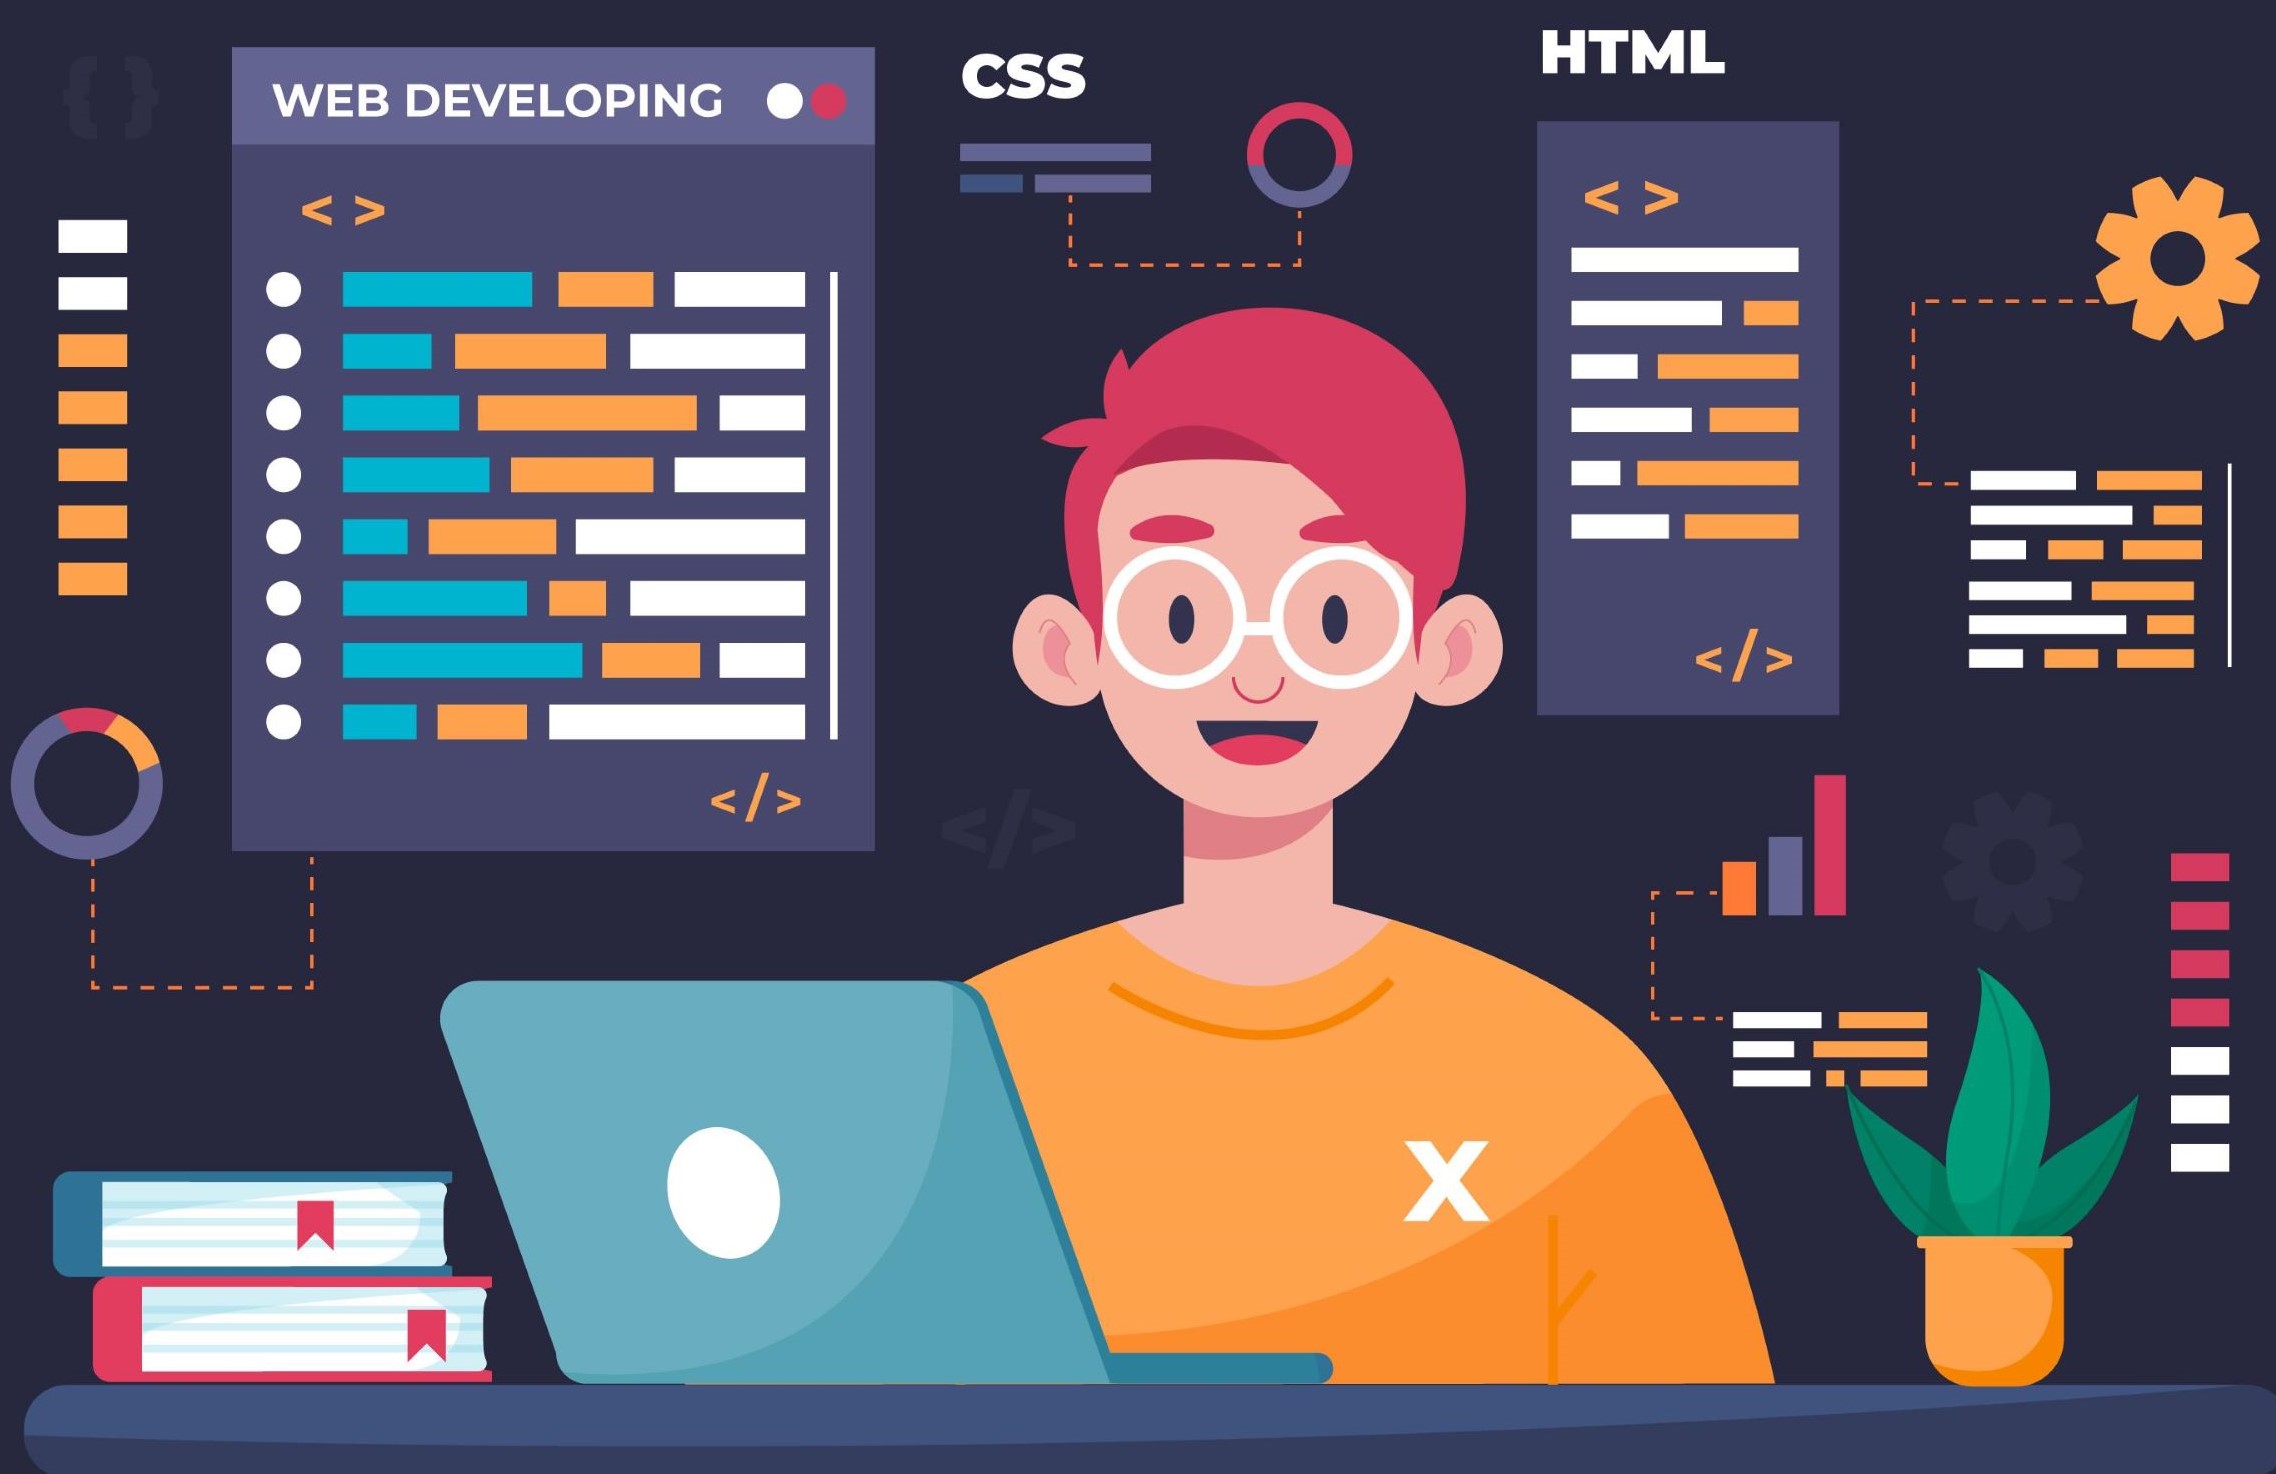 { }
WEB DEVELOPING
< >
</>
CSS
HTML
< >
</>
</>
X